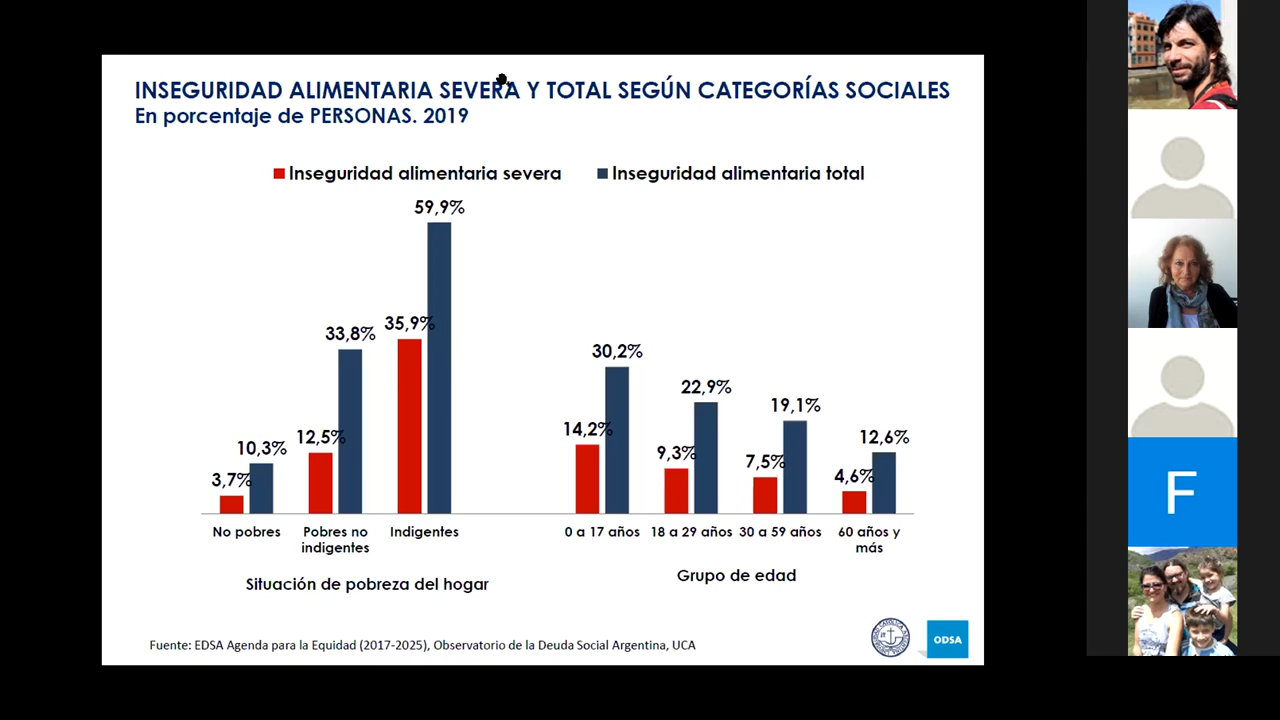 INSEGURIDAD ALIMENTARIA SEVERA Y TOTAL SEGÚN CATEGORÍAS SOCIALES
En porcentaje de PERSONAS. 2019
Inseguridad alimentaria severa
Inseguridad alimentaria total
3,7%
10,3%
12,5%
33,8%
35,9%
59,9%
14,2%
30,2%
9,3%
22,9%
7,5%
19,1%
4,6%
12,6%
No pobres
Pobres no
indigentes
Indigentes
0 a 17 años
18 a 29 años
30 a 59 años
60 años y
más
Situación de pobreza del hogar
Grupo de edad
Fuente: EDSA Agenda para la Equidad (2017-2025), Observatorio de la Deuda Social Argentina, UCA
ODSA
F